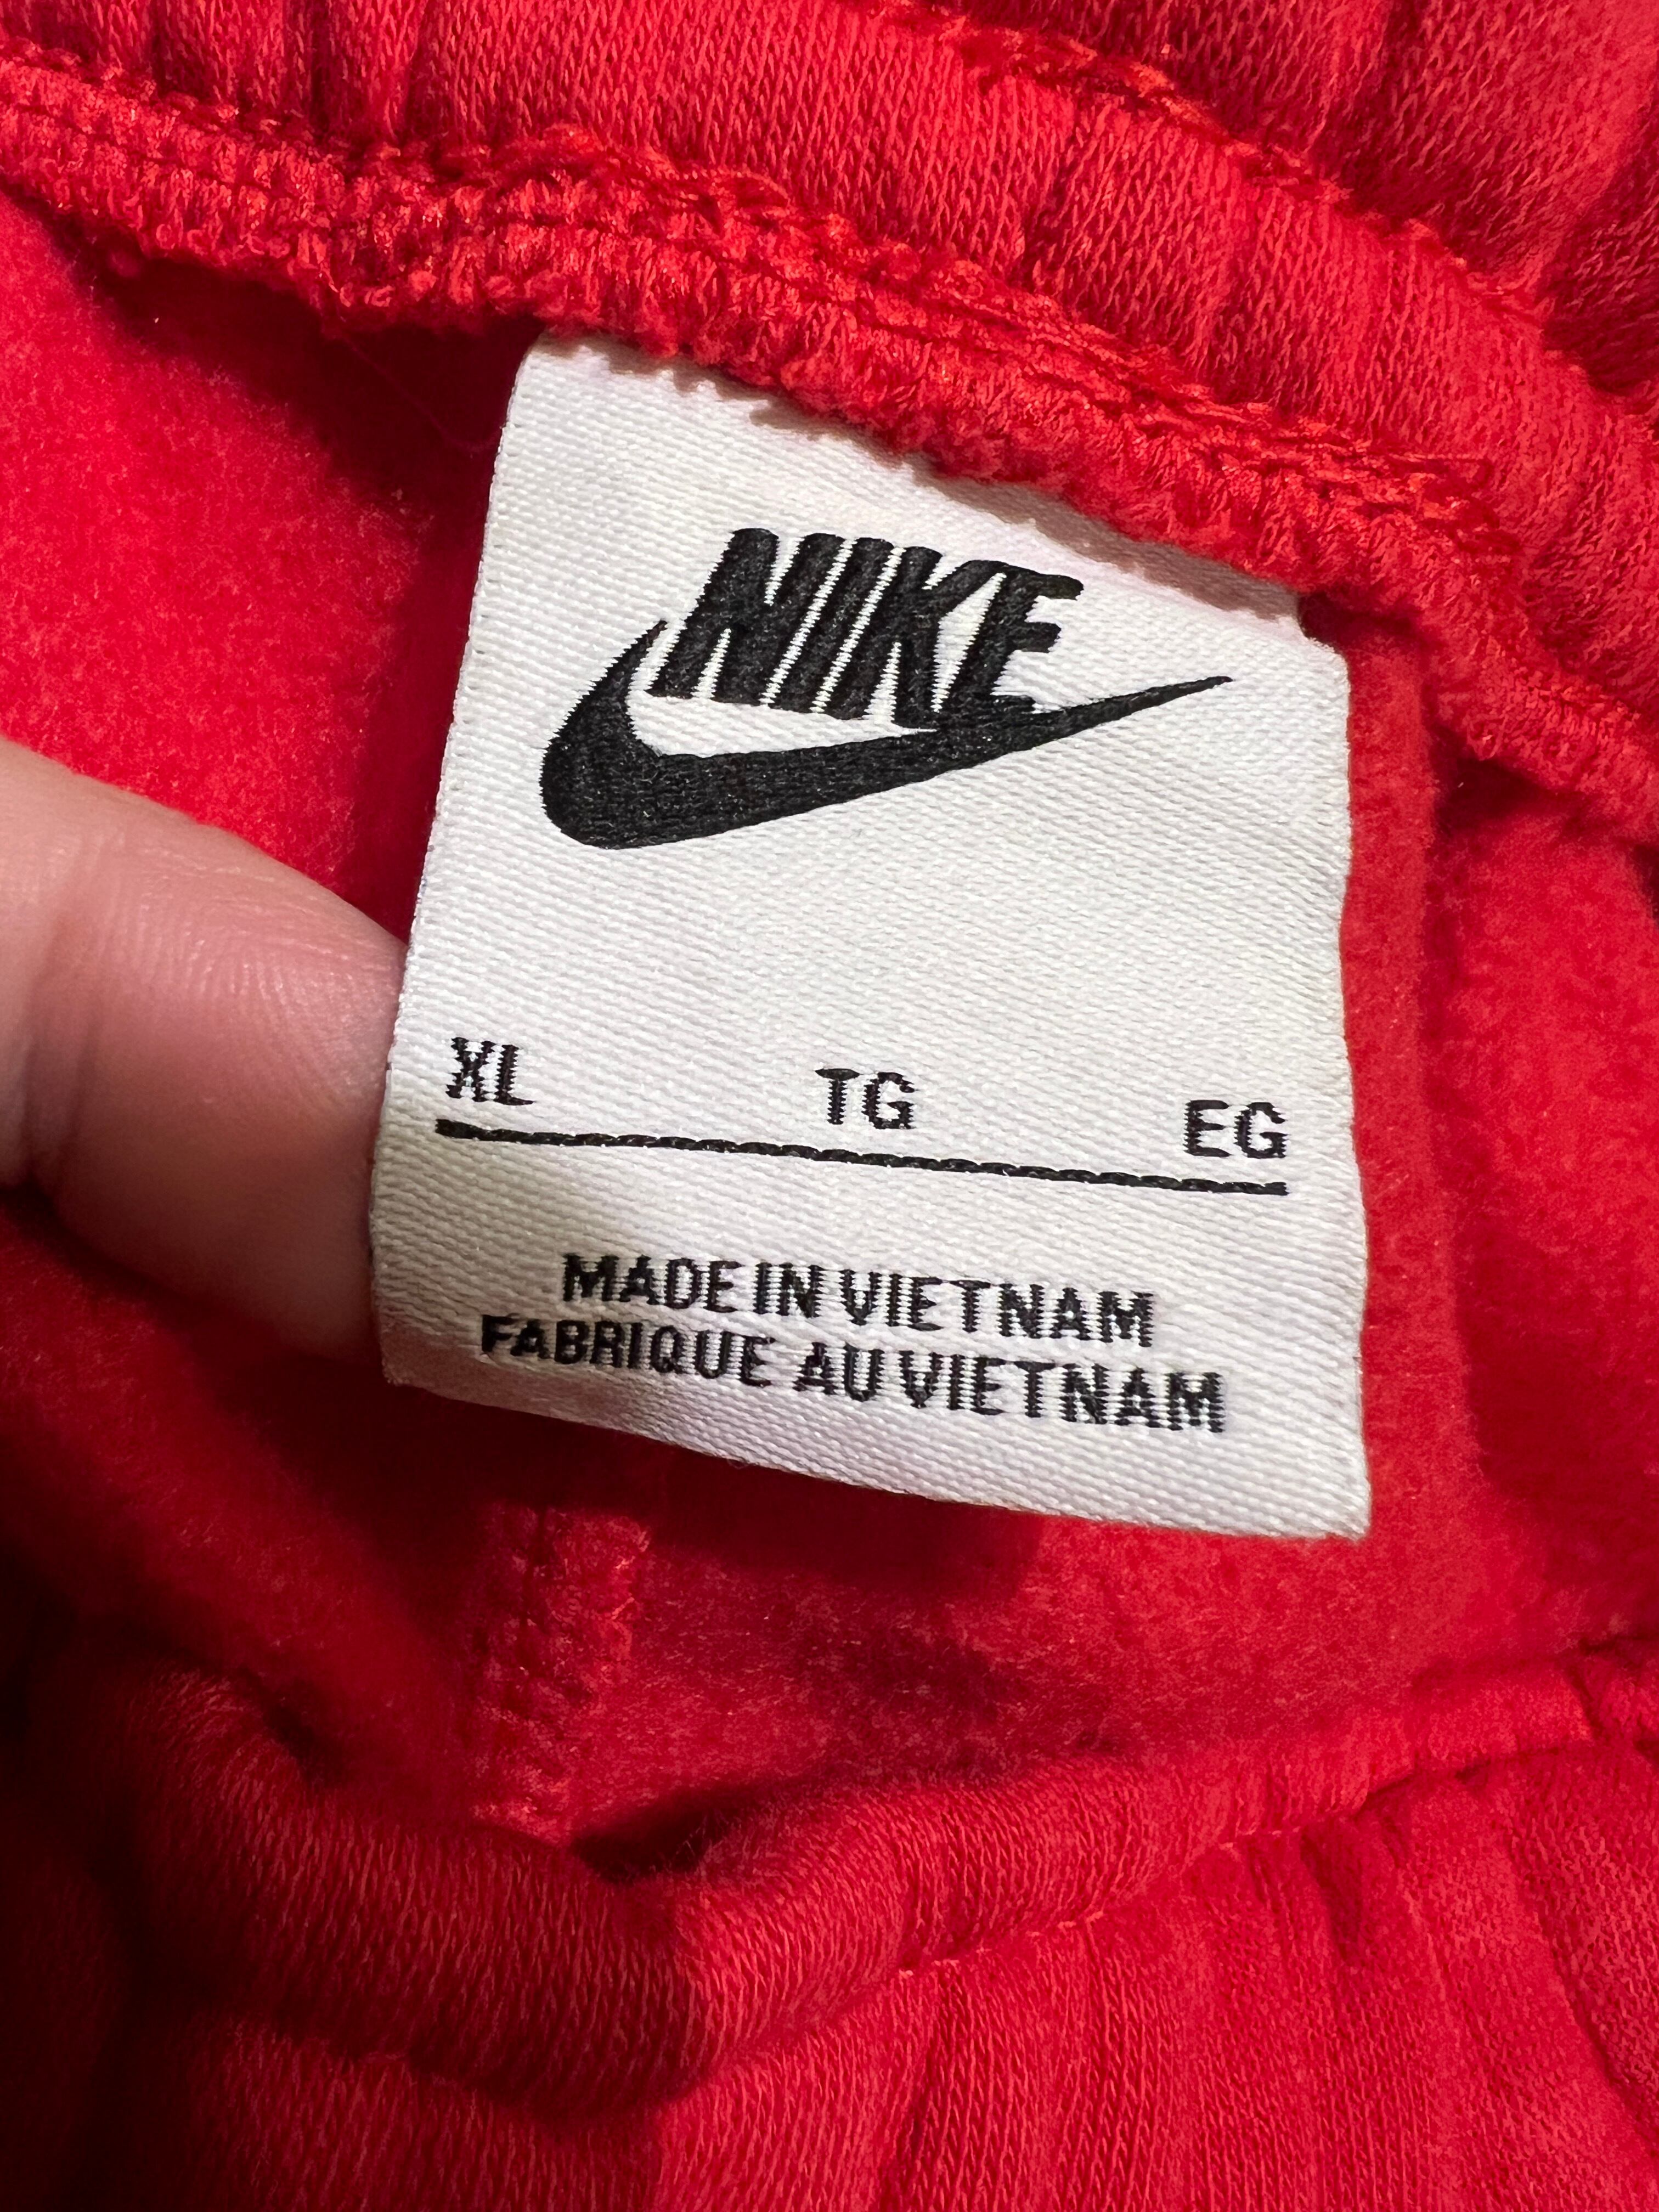 NIKE
XL TG EG
MADE IN VIETNAM
FABRIQUE AU VIETNAM